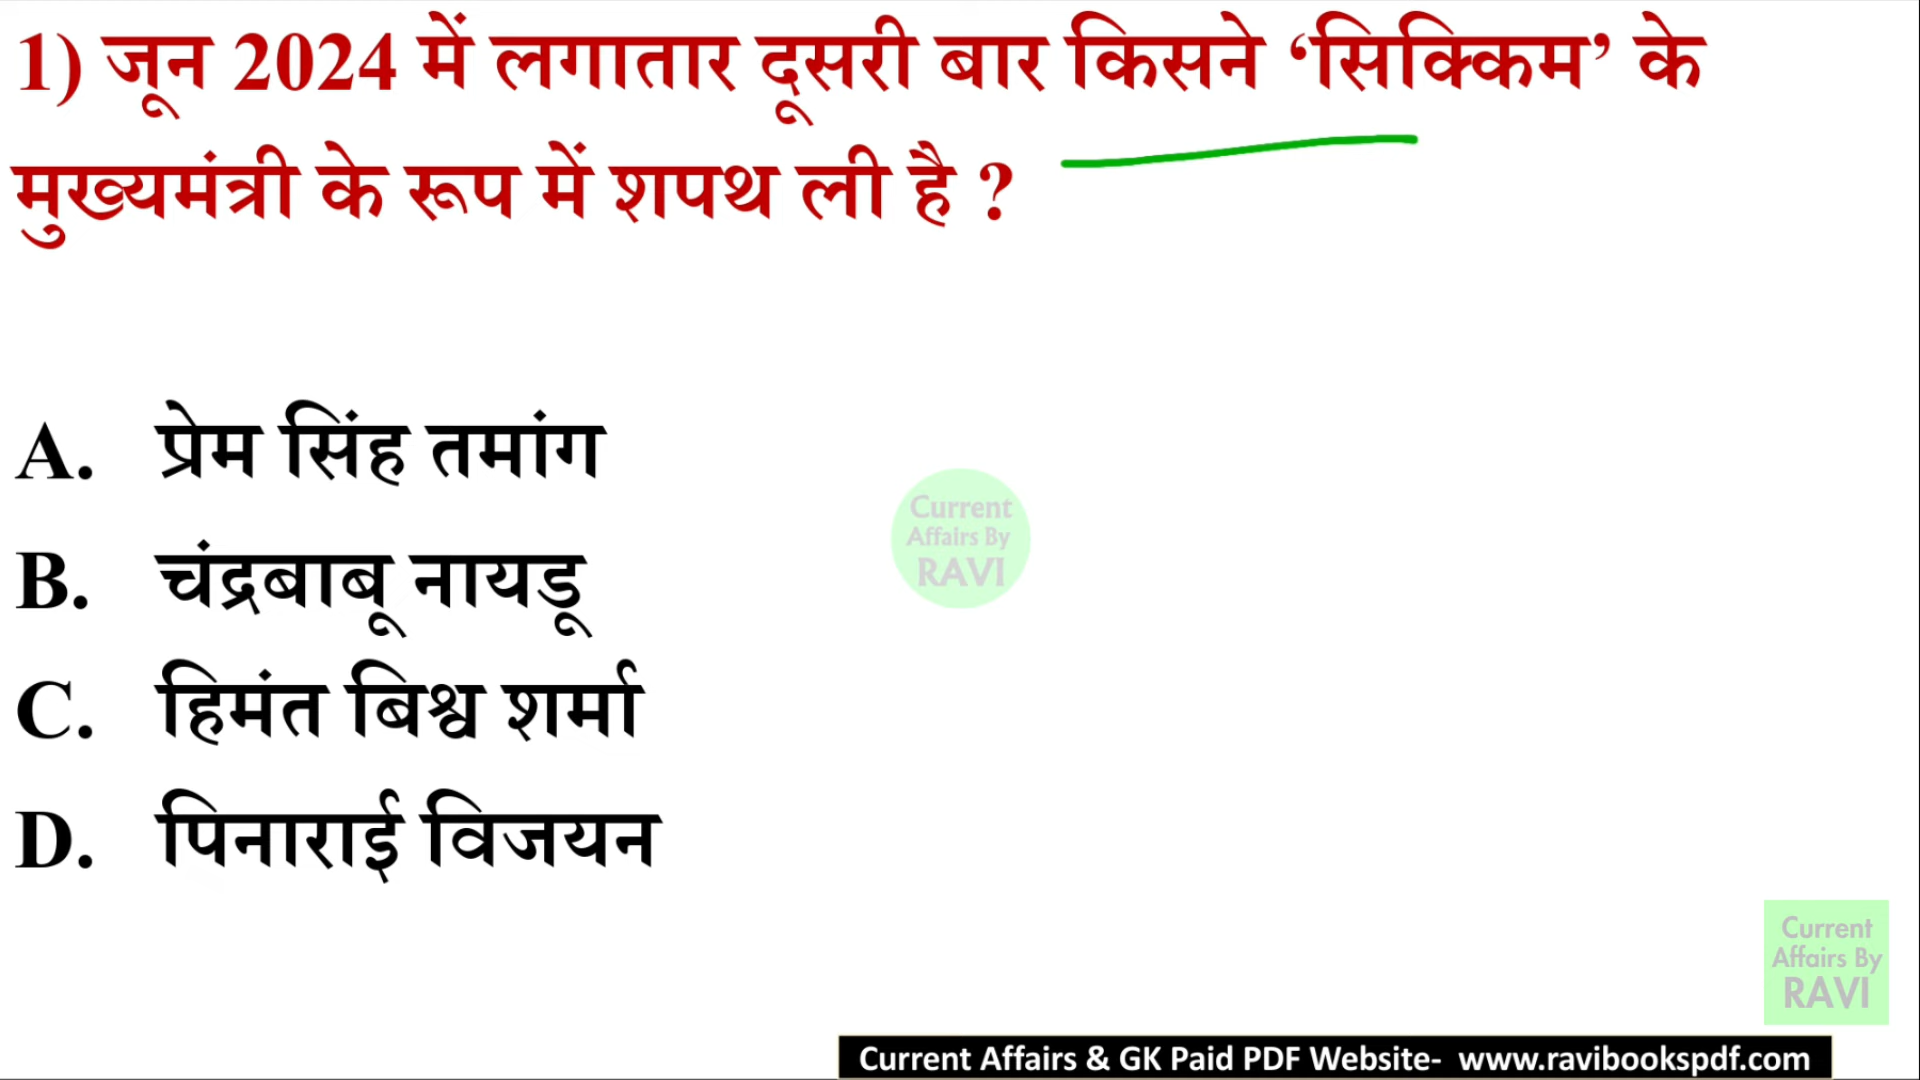 1) जून 2024 में लगातार दूसरी बार किसने ‘सिक्किम’ के
मुख्यमंत्री के रूप में शपथ ली है ?
A. प्रेम सिंह तमांग
B. चंद्रबाबू नायडू
C. हिमंत बिश्व शर्मा
D. पिनाराई विजयन
Current
Affairs By
RAVI
Current
Affairs By
RAVI
Current Affairs & GK Paid PDF Website- www.ravibookspdf.com